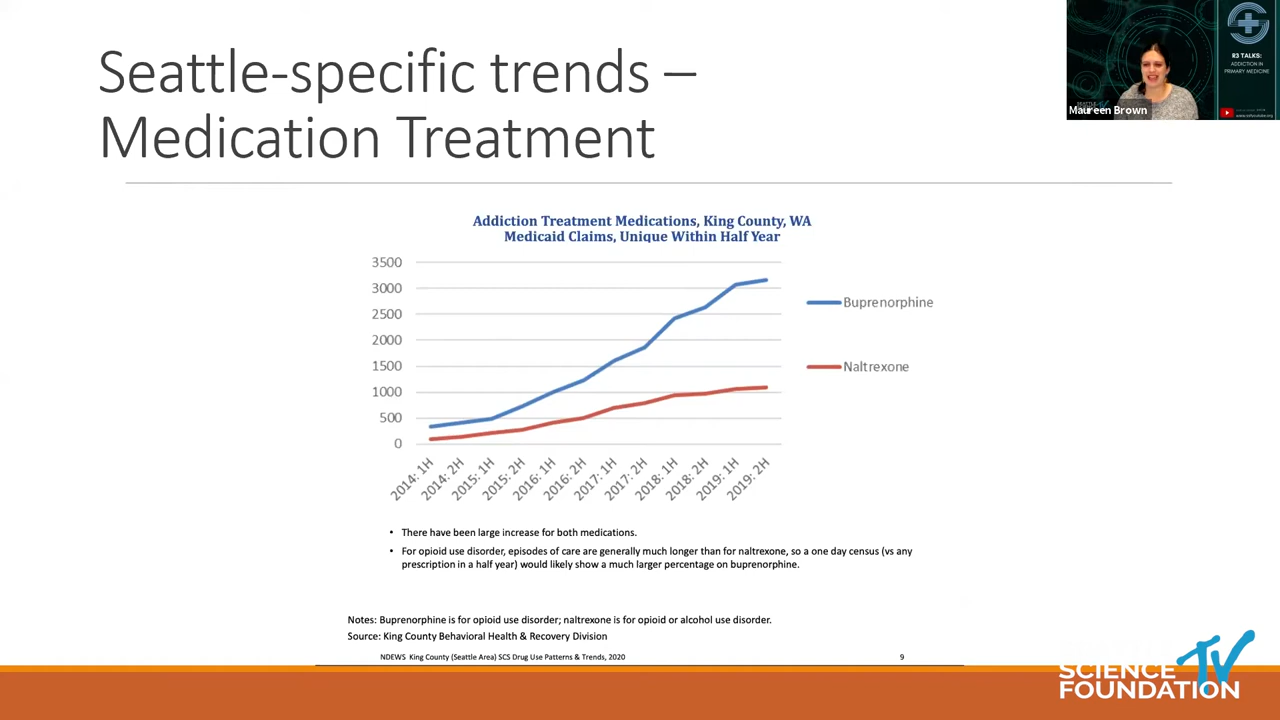 Seattle-specific trends –
Medication Treatment
R3 TALKS:
ADDICTION IN
PRIMARY MEDICINE
Maureen Brown
Addiction Treatment Medications, King County, WA
Medicaid Claims, Unique Within Half Year
3500
3000
2500
2000
1500
1000
500
0
Buprenorphine
Naltrexone
2014: 1H
2014: 2H
2015: 1H
2015: 2H
2016: 1H
2016: 2H
2017: 1H
2017: 2H
2018: 1H
2018: 2H
2019: 1H
2019: 2H
• There have been large increase for both medications.
• For opioid use disorder, episodes of care are generally much longer than for naltrexone, so a one day census (vs any
prescription in a half year) would likely show a much larger percentage on buprenorphine.
Notes: Buprenorphine is for opioid use disorder; naltrexone is for opioid or alcohol use disorder.
Source: King County Behavioral Health & Recovery Division
NDEWS King County (Seattle Area) SCS Drug Use Patterns & Trends, 2020
9
SCIENCE TV
FOUNDATION